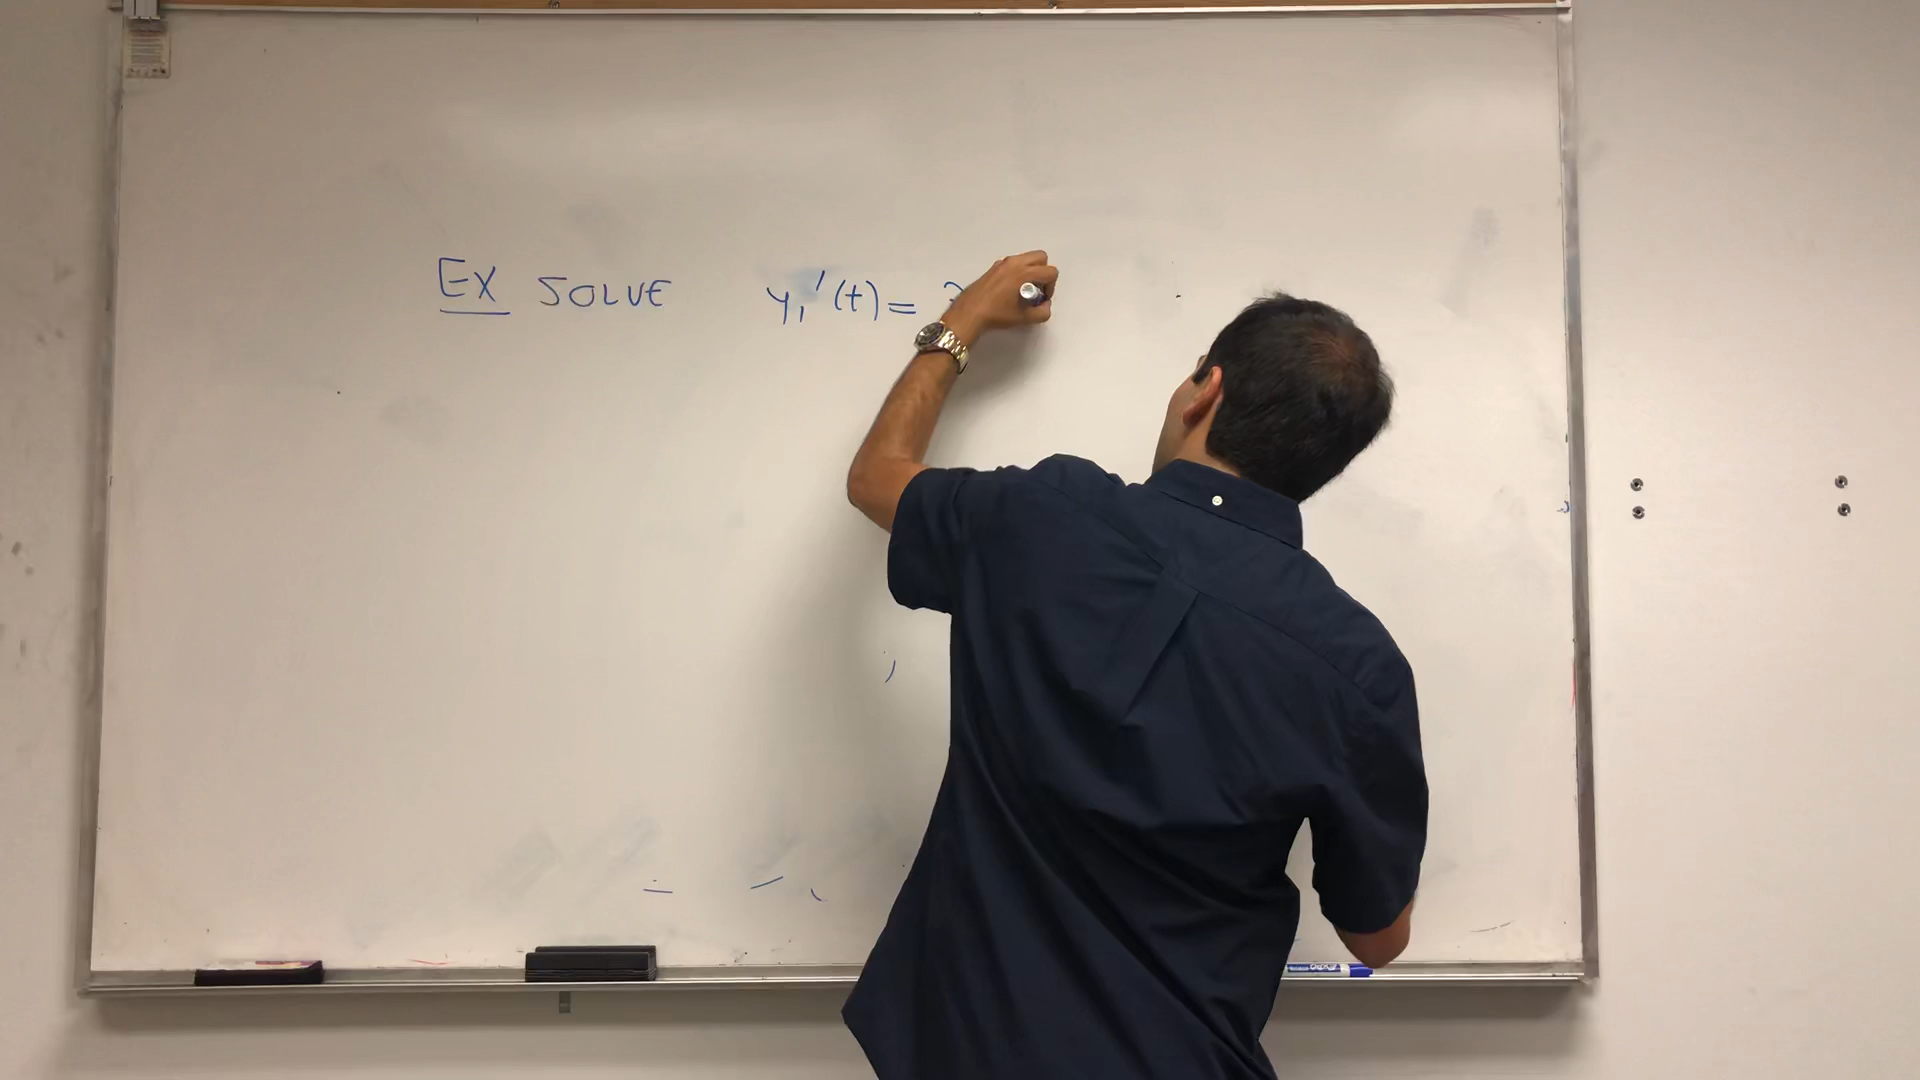 EX SOLVE y₁'(t) =